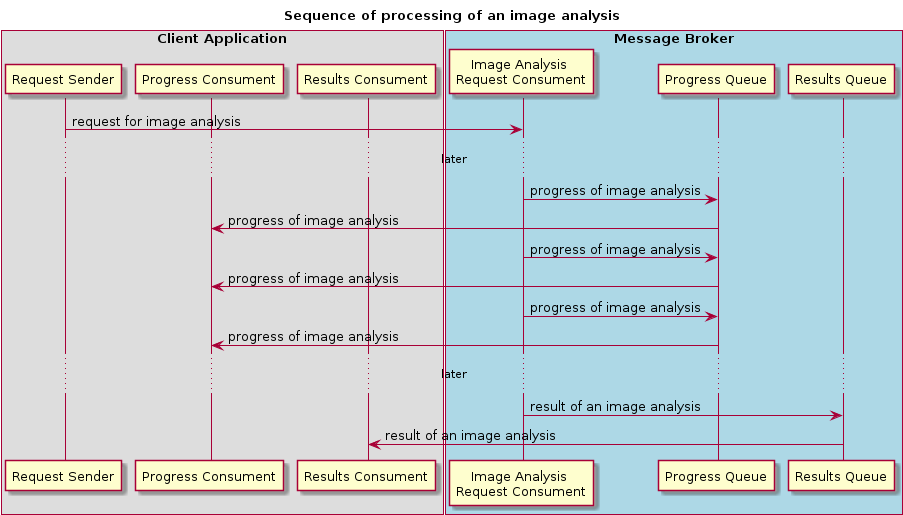 Sequence of processing of an image analysis
Client Application
Message Broker
Request Sender
Progress Consument
Results Consument
Image Analysis
Request Consument
Progress Queue
Results Queue
request for image analysis
later
progress of image analysis
progress of image analysis
progress of image analysis
progress of image analysis
progress of image analysis
progress of image analysis
later
result of an image analysis
result of an image analysis
Request Sender
Progress Consument
Results Consument
Image Analysis
Request Consument
Progress Queue
Results Queue